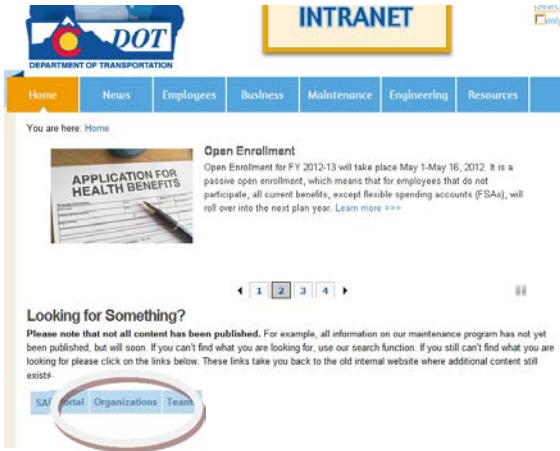 DOT
DEPARTMENT OF TRANSPORTATION
INTRANET
only
Home News Employees Business Maintenance Engineering Resources
You are here: Home
APPLICATION FOR
HEALTH BENEFITS
Open Enrollment
Open Enrollment for FY 2012-13 will take place May 1-May 16, 2012. It is a
passive open enrollment, which means that for employees that do not
participate, all current benefits, except flexible spending accounts (FSAs), will
roll over into the next plan year. Learn more >>>
1 2 3 4
Looking for Something?
Please note that not all content has been published. For example, all information on our maintenance program has not yet
been published, but will soon. If you can't find what you are looking for, use our search function. If you still can't find what you are
looking for please click on the links below. These links take you back to the old internal website where additional content still
exists.
Organizations